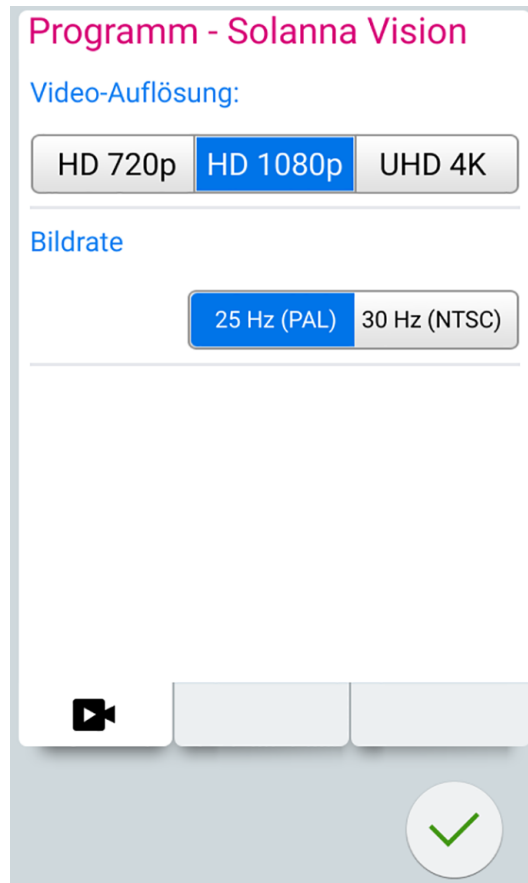 Programm - Solanna Vision
Video-Auflösung:
HD 720p HD 1080p UHD 4K
Bildrate
25 Hz (PAL) 30 Hz (NTSC)